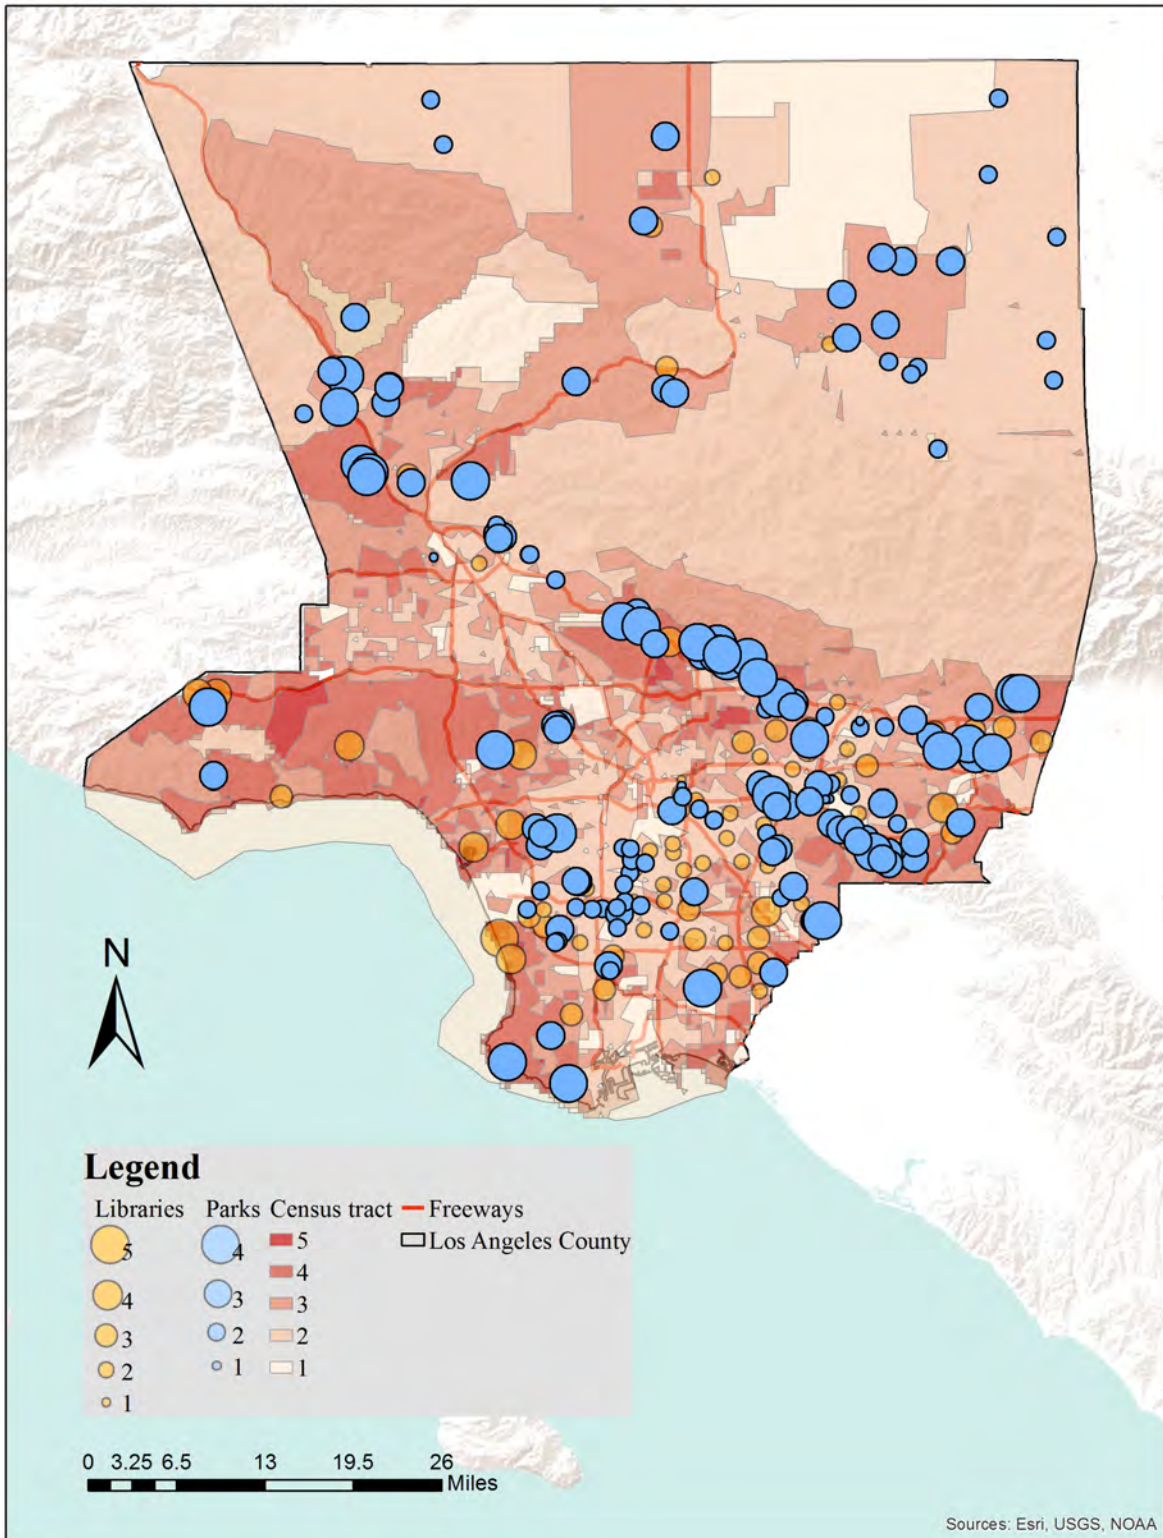 N
Legend
Libraries Parks Census tract Freeways
5 4 5 Los Angeles County
4
4 3 3
3 2 2
2 1 1
1
0 3.25 6.5 13 19.5 26
Miles
Sources: Esri, USGS, NOAA